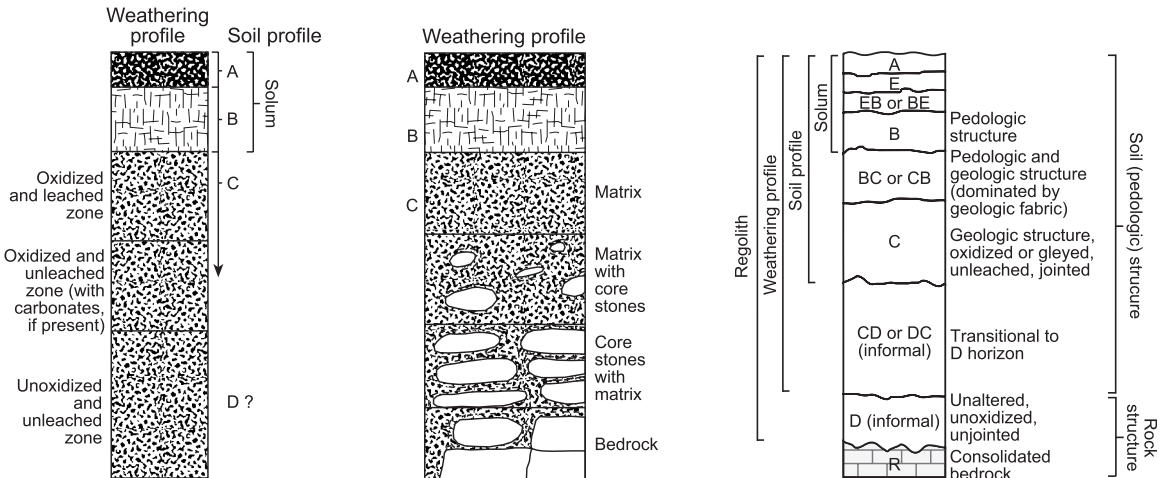 Weathering
profile
Soil profile
A
B
Solum
C
Oxidized
and leached
zone
Oxidized and
unleached
zone (with
carbonates,
if present)
Unoxidized
and
unleached
zone
D ?
Weathering profile
A
B
C
Matrix
Matrix
with
core
stones
Core
stones
with
matrix
Bedrock
Regolith
Weathering profile
Soil profile
Solum
A
E
EB or BE
B
BC or CB
C
CD or DC
(informal)
D (informal)
R
Pedologic
structure
Pedologic and
geologic structure
(dominated by
geologic fabric)
Geologic structure,
oxidized or gleyed,
unleached, jointed
Transitional to
D horizon
Unaltered,
unoxidized,
unjointed
Consolidated
bedrock
Soil (pedologic) strucure
Rock
structure